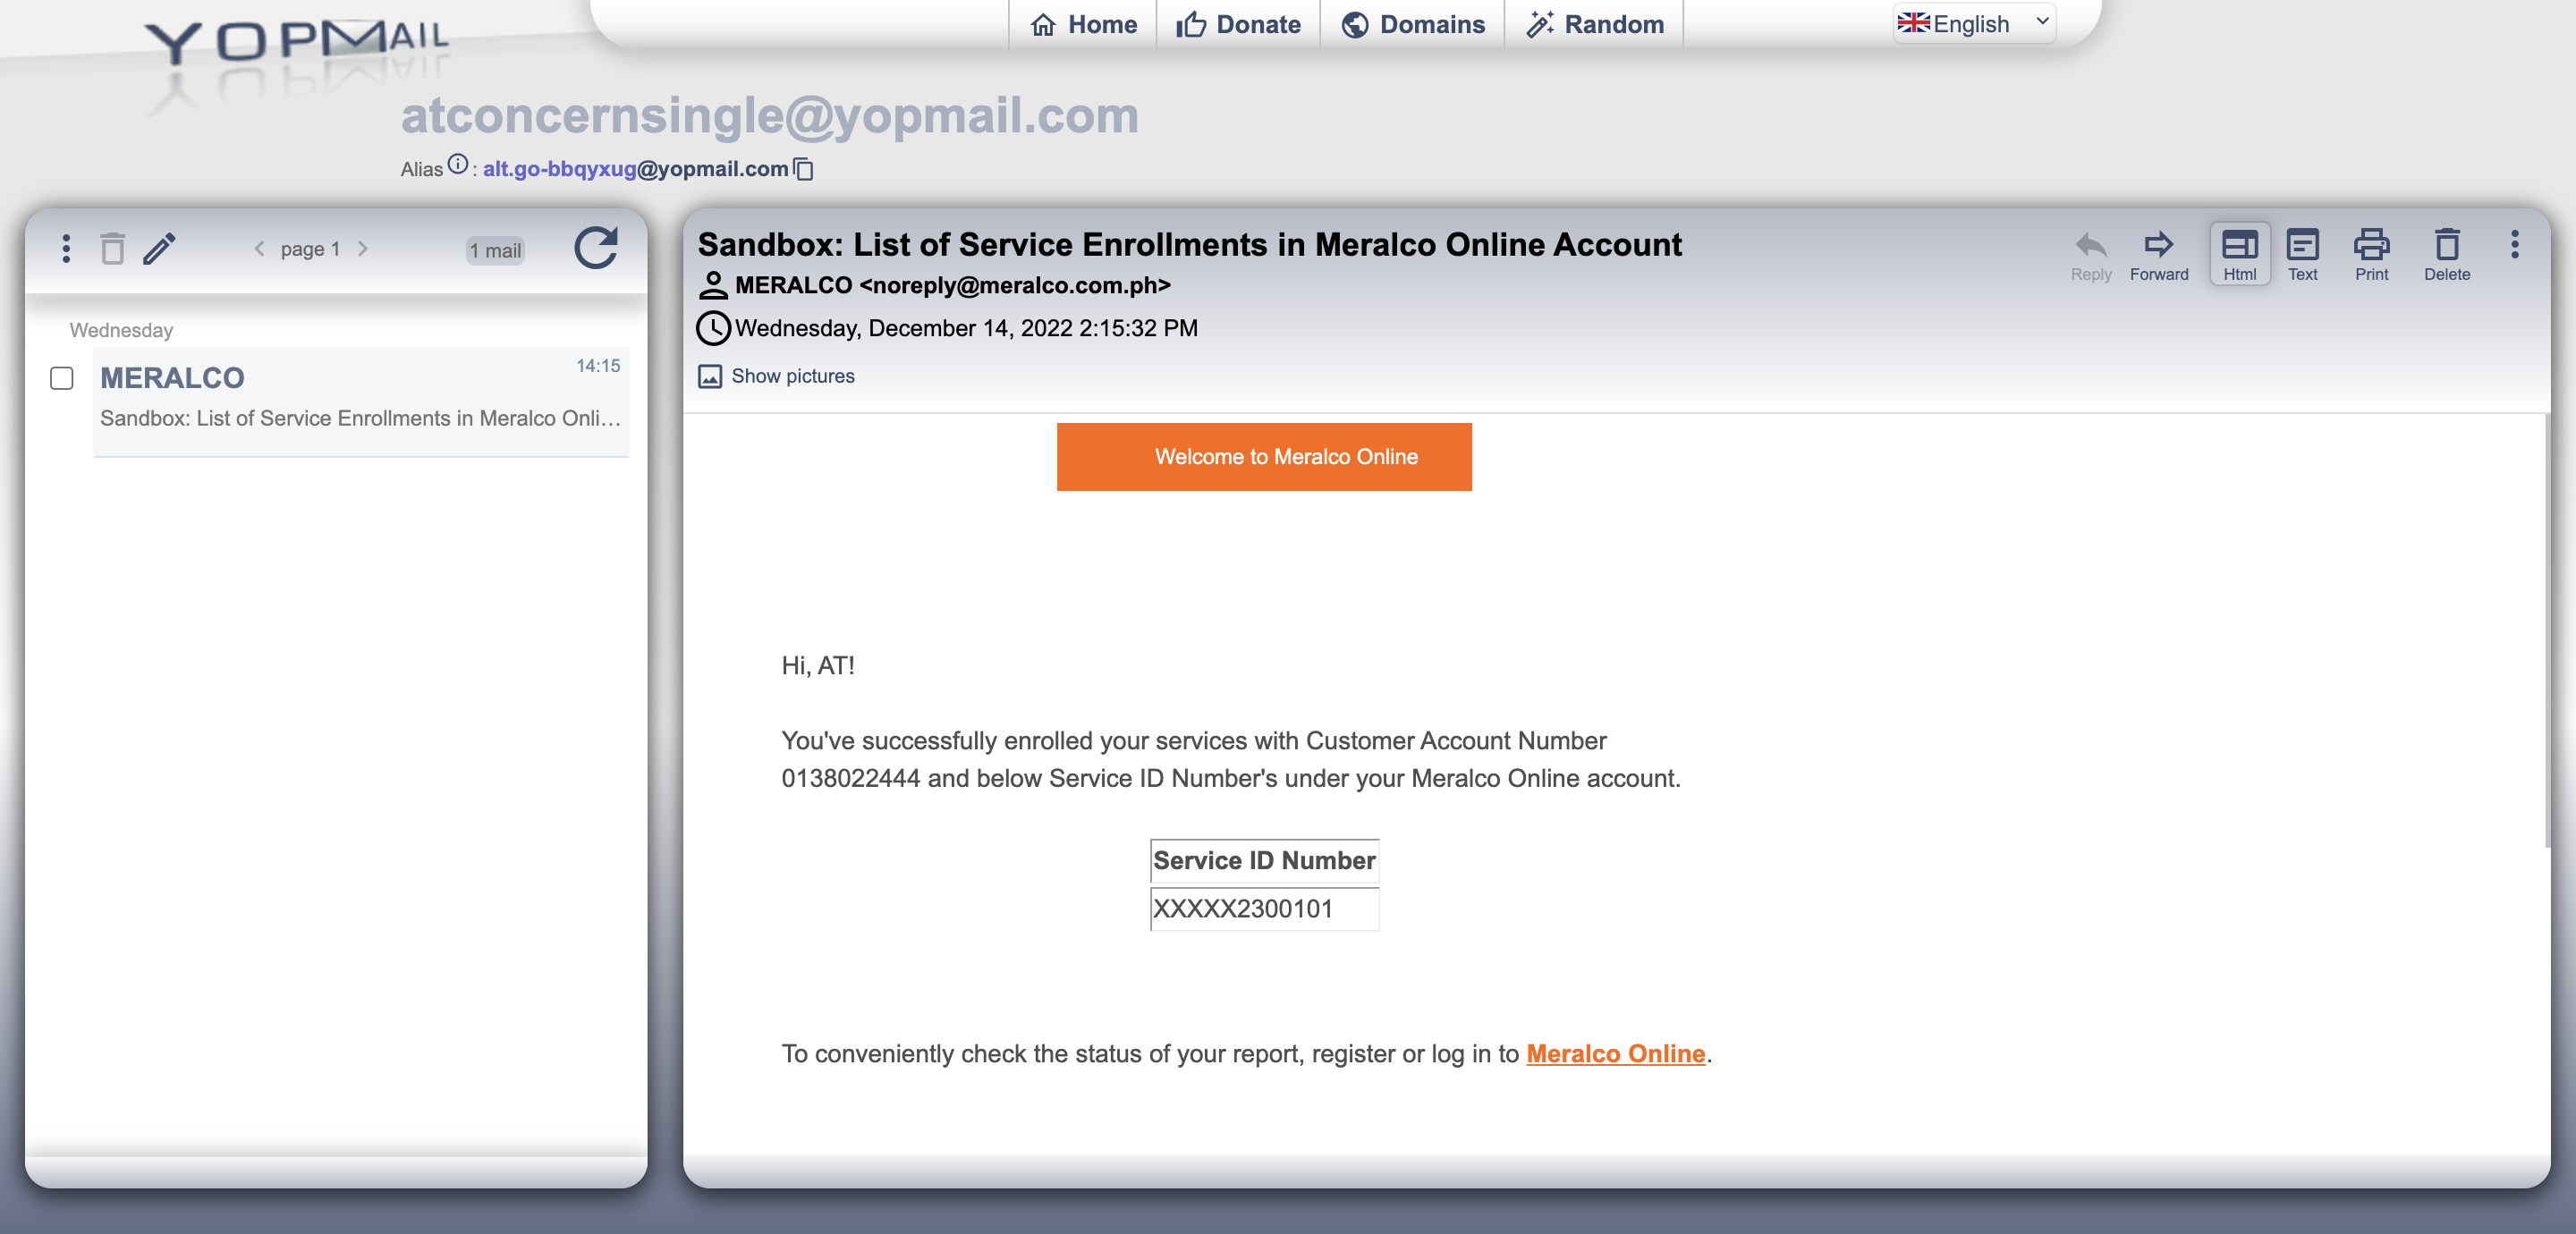 YOPMAIL
Home
Donate
Domains
Random
English
atconcernsingle@yopmail.com
Alias : alt.go-bbqyxug@yopmail.com
page 1
1 mail
Wednesday
MERALCO
14:15
Sandbox: List of Service Enrollments in Meralco Onli…
Sandbox: List of Service Enrollments in Meralco Online Account
MERALCO <noreply@meralco.com.ph>
Wednesday, December 14, 2022 2:15:32 PM
Show pictures
Reply
Forward
Html
Text
Print
Delete
Welcome to Meralco Online
Hi, AT!
You've successfully enrolled your services with Customer Account Number
0138022444 and below Service ID Number's under your Meralco Online account.
Service ID Number
XXXXX2300101
To conveniently check the status of your report, register or log in to Meralco Online.